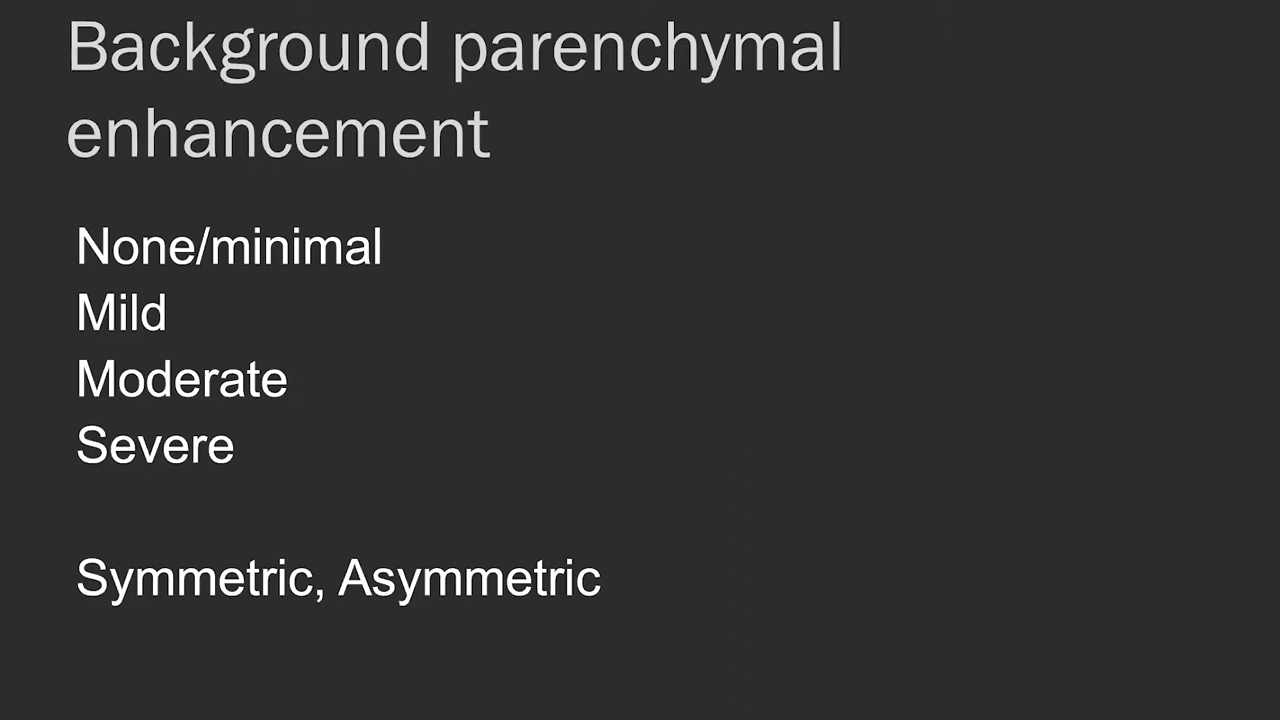 Background parenchymal
enhancement
None/minimal
Mild
Moderate
Severe
Symmetric, Asymmetric